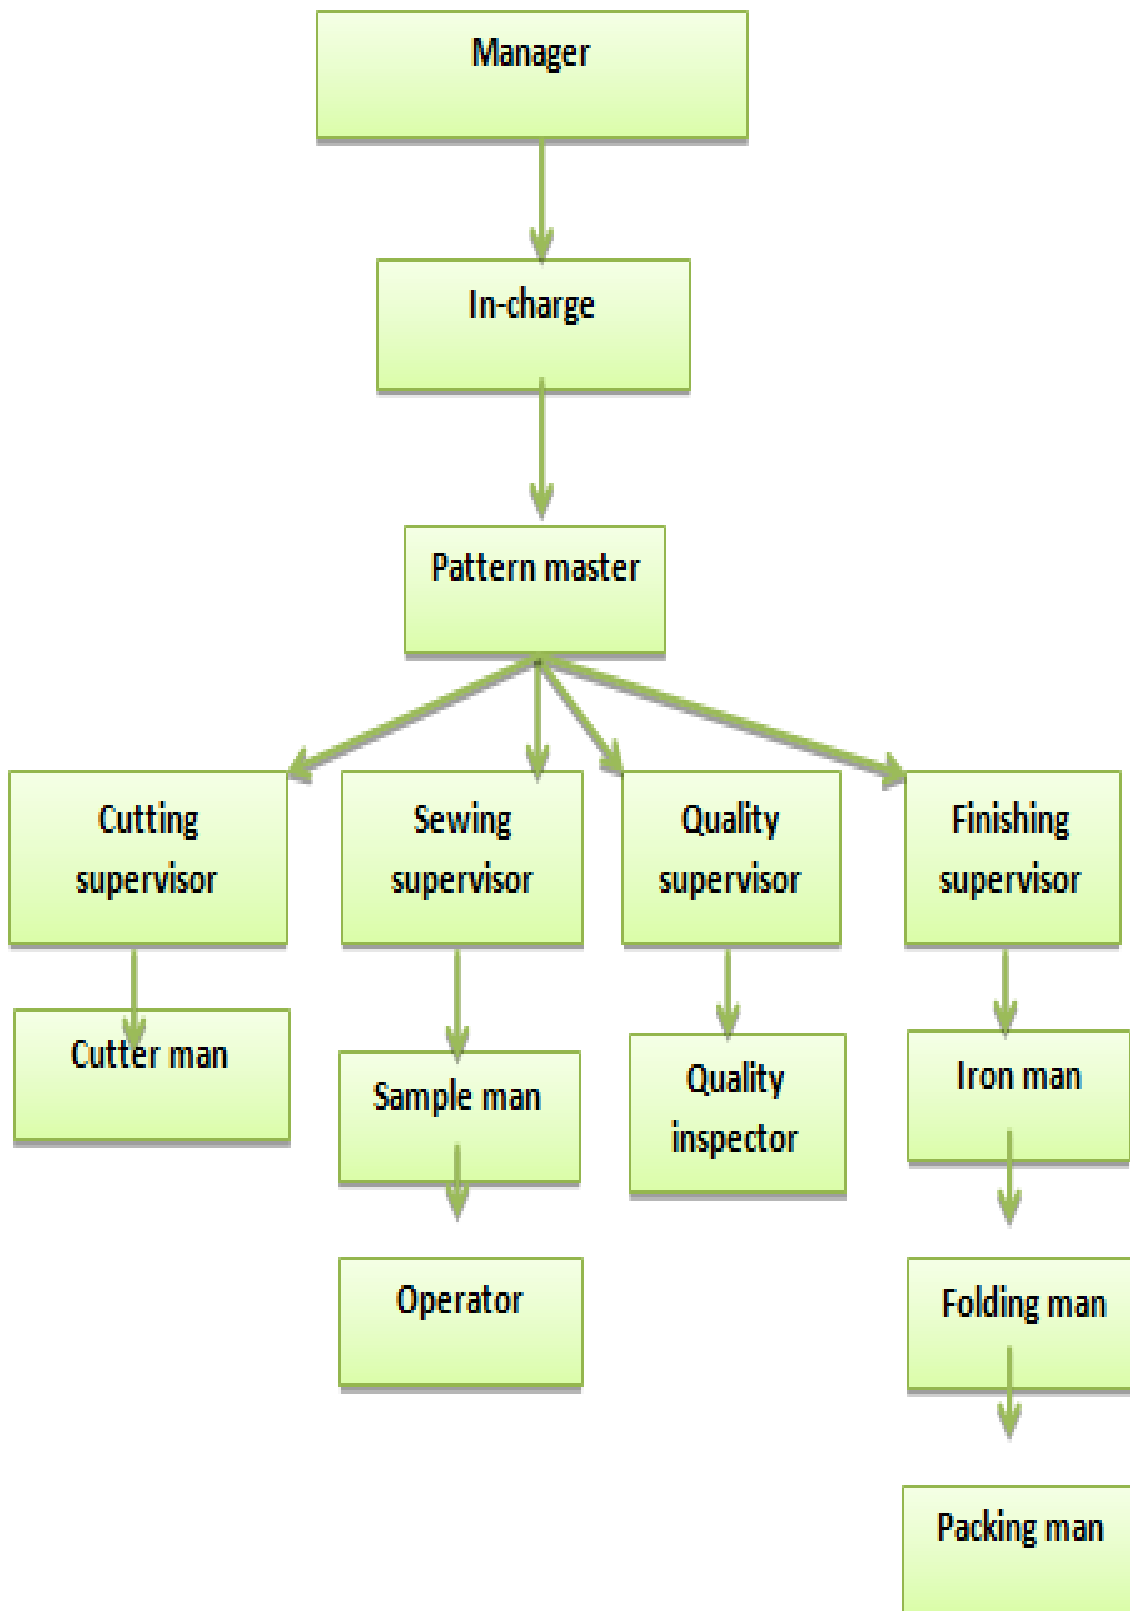 Manager
In-charge
Pattern master
Cutting
supervisor
Sewing
supervisor
Quality
supervisor
Finishing
supervisor
Cutter man
Sample man
Quality
inspector
Iron man
Operator
Folding man
Packing man